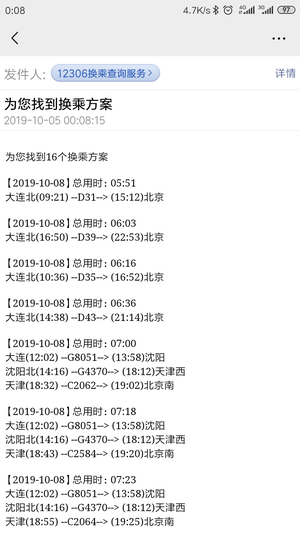 0:08 4.7K/s 4G 3G 97
发件人: 12306换乘查询服务> 详情
为您找到换乘方案
2019-10-05 00:08:15
为您找到16个换乘方案
【2019-10-08】总用时: 05:51
大连北(09:21) --D31--> (15:12)北京
【2019-10-08】总用时: 06:03
大连北(16:50) --D39--> (22:53)北京
【2019-10-08】总用时: 06:16
大连北(10:36) --D35--> (16:52)北京
【2019-10-08】总用时: 06:36
大连北(14:38) --D43--> (21:14)北京
【2019-10-08】总用时: 07:00
大连(12:02) --G8051--> (13:58)沈阳
沈阳北(14:16) --G4370--> (18:12)天津西
天津(18:32) --C2062--> (19:02)北京南
【2019-10-08】总用时: 07:18
大连(12:02) --G8051--> (13:58)沈阳
沈阳北(14:16) --G4370--> (18:12)天津西
天津(18:43) --C2584--> (19:20)北京南
【2019-10-08】总用时: 07:23
大连(12:02) --G8051--> (13:58)沈阳
沈阳北(14:16) --G4370--> (18:12)天津西
天津(18:55) --C2064--> (19:25)北京南